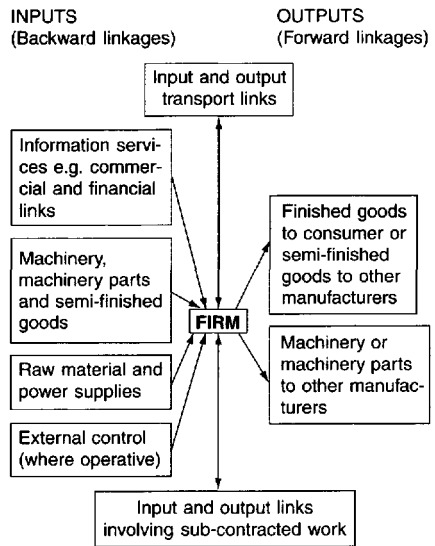 INPUTS
(Backward linkages)
OUTPUTS
(Forward linkages)
Input and output
transport links
Information servi-
ces e.g. commer-
cial and financial
links
Machinery,
machinery parts
and semi-finished
goods
Raw material and
power supplies
External control
(where operative)
FIRM
Finished goods
to consumer or
semi-finished
goods to other
manufacturers
Machinery or
machinery parts
to other manufac-
turers
Input and output links
involving sub-contracted work